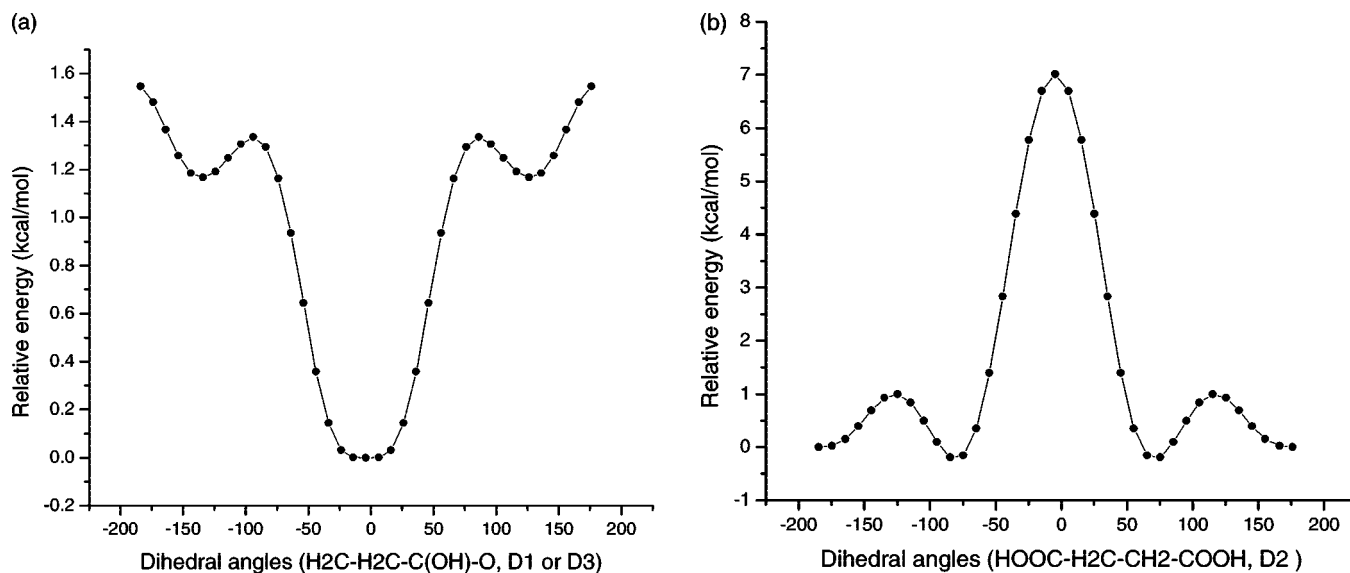 (a)
Relative energy (kcal/mol)
1.6
1.4
1.2
1.0
0.8
0.6
0.4
0.2
0.0
-0.2
-200 -150 -100 -50 0 50 100 150 200
Dihedral angles (H2C-H2C-C(OH)-O, D1 or D3)
(b)
Relative energy (kcal/mol)
8
7
6
5
4
3
2
1
0
-1
-200 -150 -100 -50 0 50 100 150 200
Dihedral angles (HOOC-H2C-CH2-COOH, D2 )